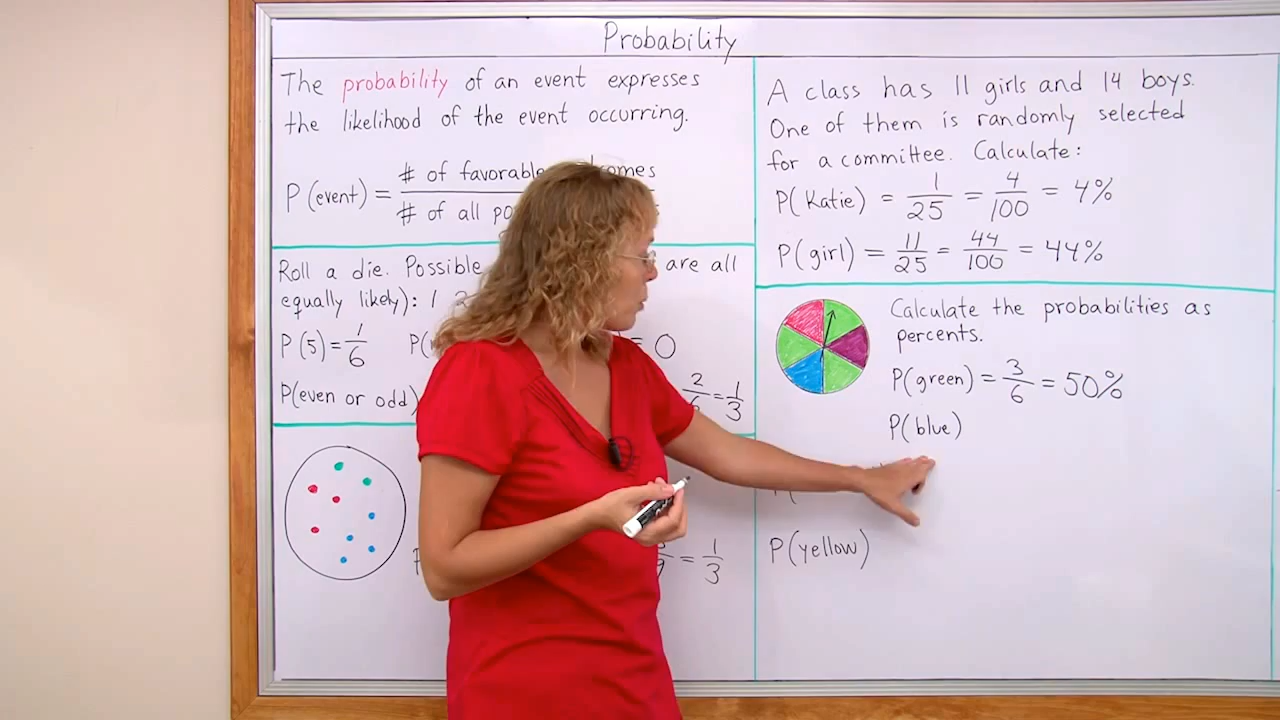 Probability
The probability of an event expresses
the likelihood of the event occurring.
P(event) = # of favorable
# of all
Roll a die. Possible are all
equally likely): 1
P(5) = 1/6 = 0
P(even or odd) 2/ = 1/3
/9 = 1/3
A class has 11 girls and 14 boys.
One of them is randomly selected
for a committee. Calculate:
P(Katie) = 1/25 = 4/100 = 4%
P(girl) = 11/25 = 44/100 = 44%
Calculate the probabilities as
percents.
P(green) = 3/6 = 50%
P(blue)
P(yellow)